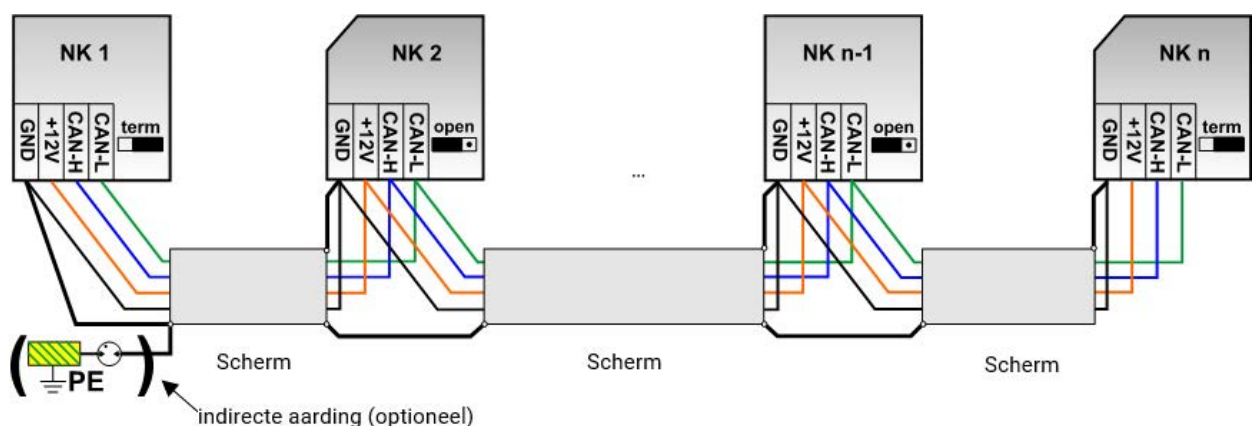 NK 1
NK 2
NK n-1
NK n
GND
+12V
CAN-H
CAN-L
term
GND
+12V
CAN-H
CAN-L
open
...
GND
+12V
CAN-H
CAN-L
open
GND
+12V
CAN-H
CAN-L
term
( PE )
Scherm
Scherm
Scherm
indirecte aarding (optioneel)